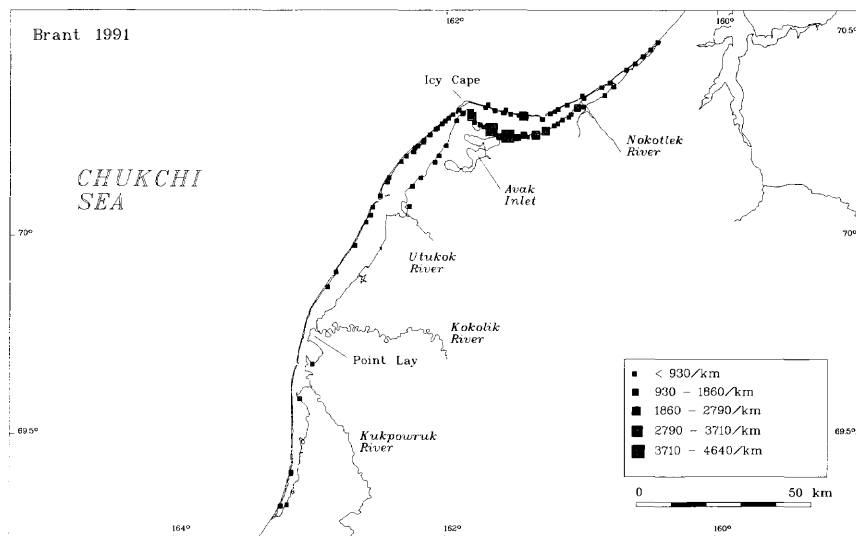 162°
160°
Brant 1991
70.5°
Icy Cape
Nokotlek
River
CHUKCHI
SEA
Avak
Inlet
70°
70°
Utukok
River
Kokolik
River
Point Lay
< 930/km
930 - 1860/km
1860 - 2790/km
2790 - 3710/km
3710 - 4640/km
69.5°
69.5°
Kukpowruk
River
0 50 km
164°
162°
160°